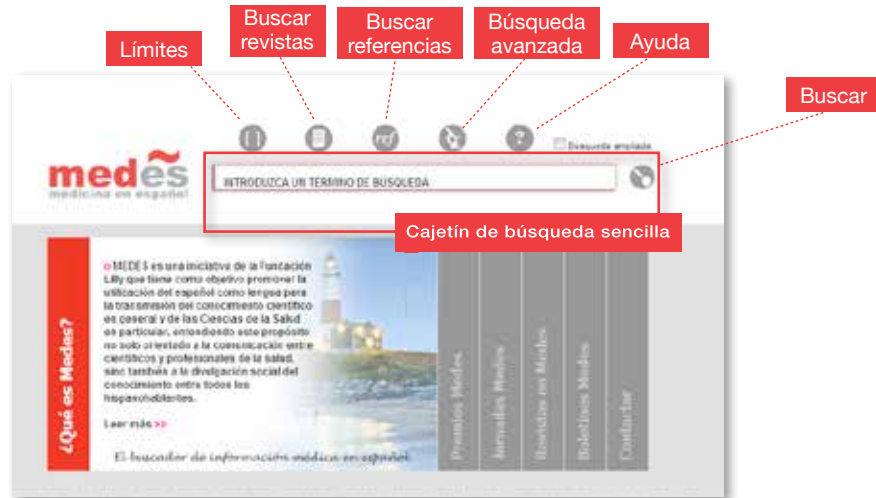 Límites
Buscar
revistas
Buscar
referencias
Búsqueda
avanzada
Ayuda
Buscar
[ ]
ref
?
Búsqueda ampliada
medes
medicina en español
INTRODUZCA UN TÉRMINO DE BÚSQUEDA
Cajetín de búsqueda sencilla
¿Qué es Medes?
MEDES es una iniciativa de la Fundación
Lilly que tiene como objetivo promover la
utilización del español como lengua para
la transmisión del conocimiento científico
en general y de las Ciencias de la Salud
en particular, entendiendo este propósito
no solo orientado a la comunicación entre
científicos y profesionales de la salud,
sino también a la divulgación social del
conocimiento entre todos los
hispanohablantes.
Leer más >>
El buscador de información médica en español
Premios Medes
Jornadas Medes
Revistas en Medes
Boletines Medes
Contactar